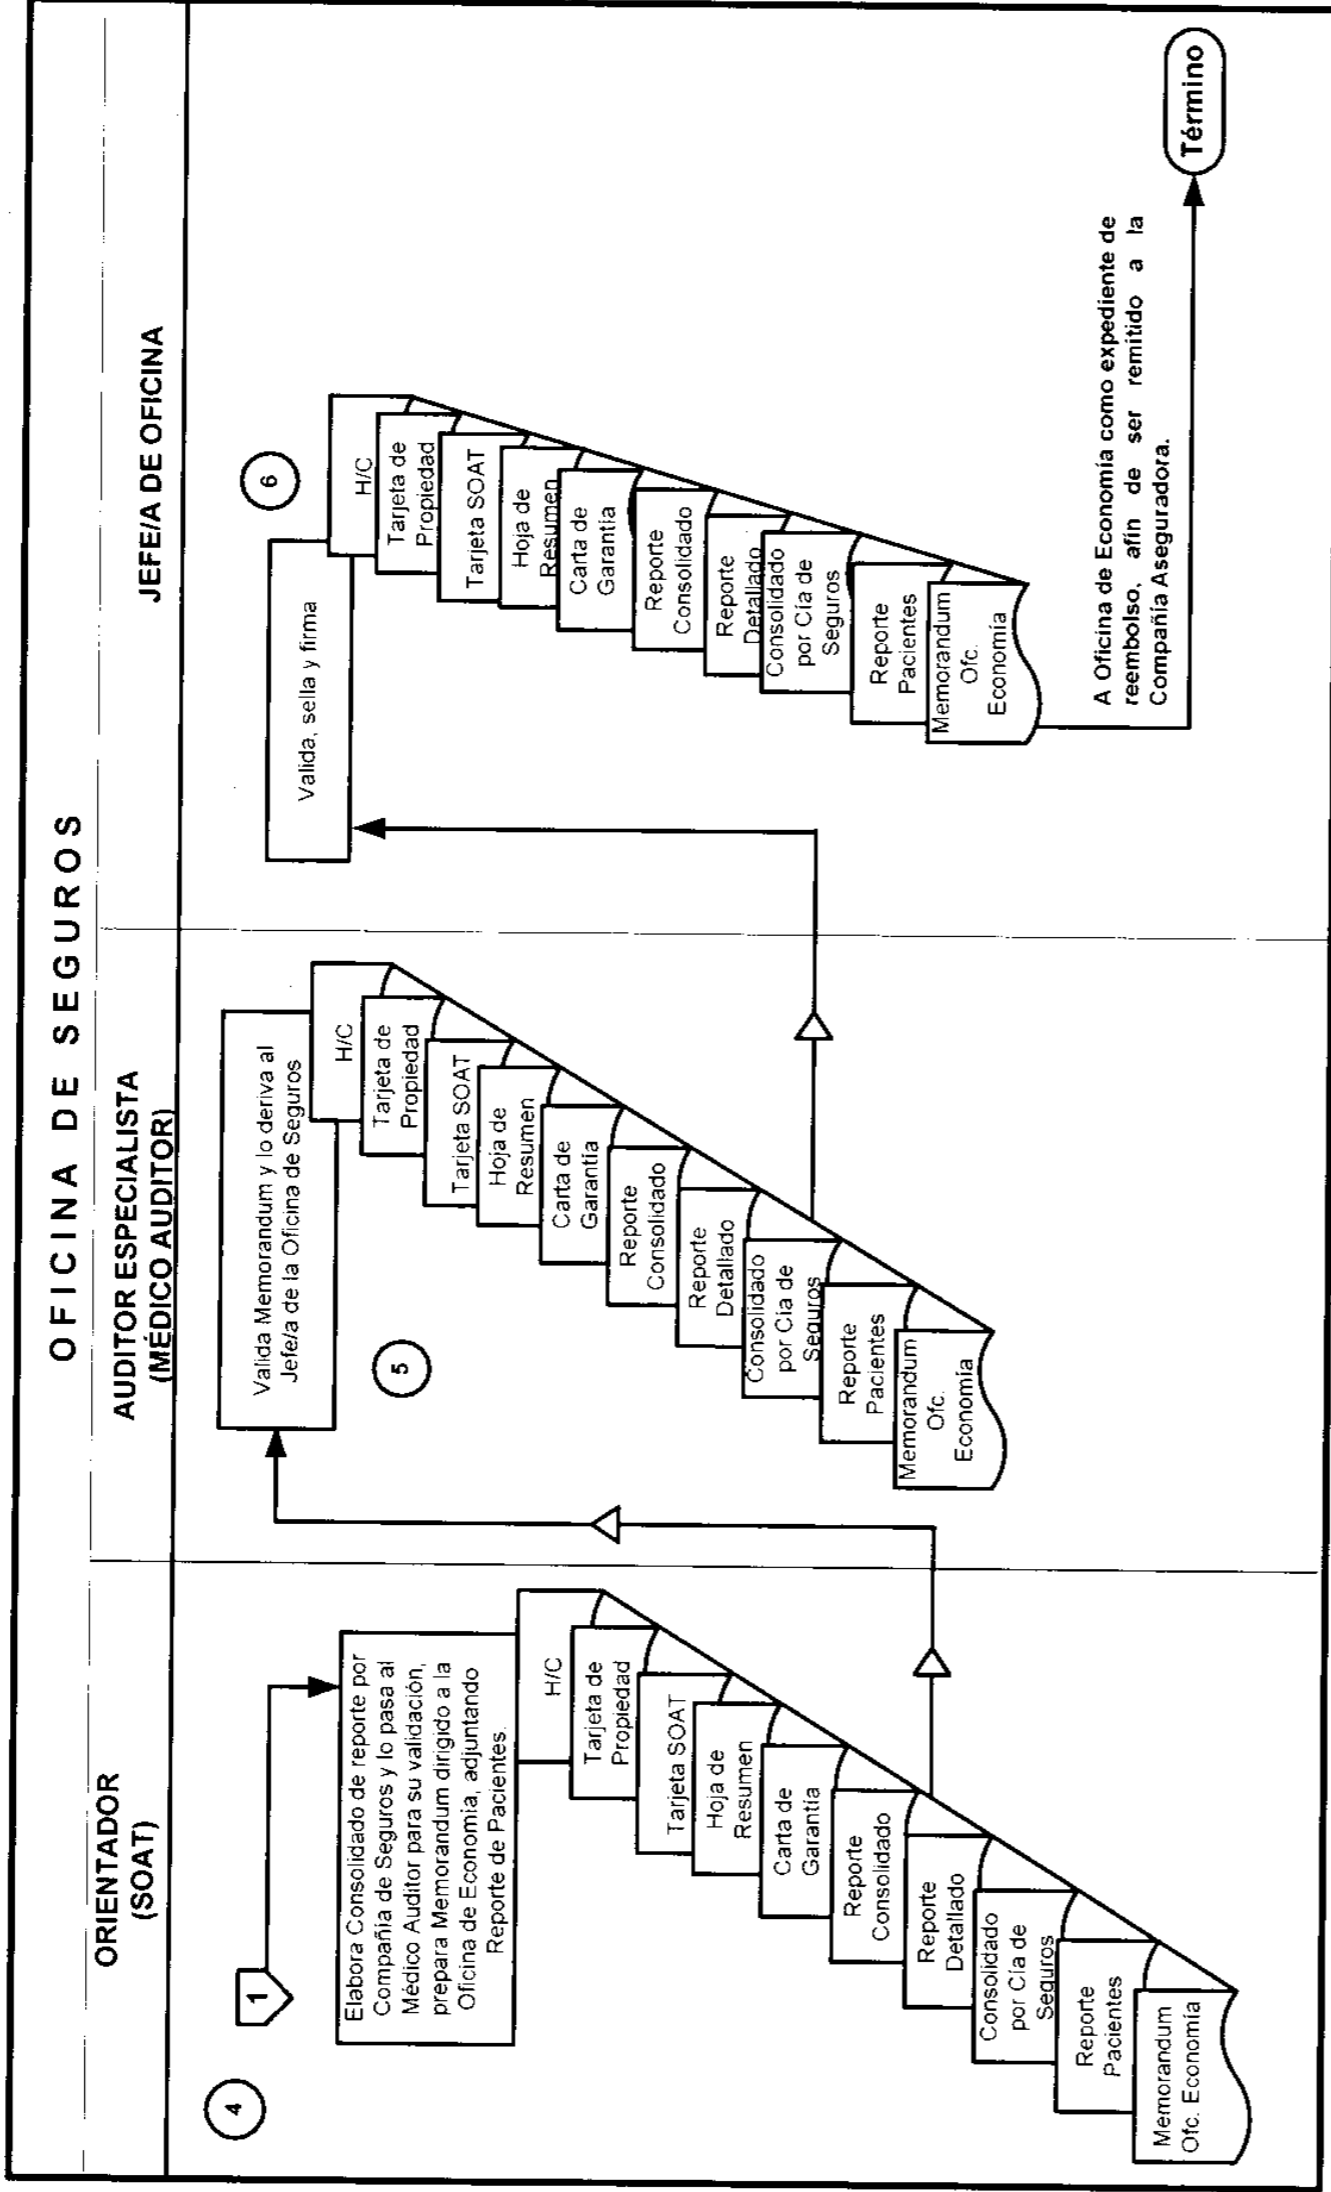 OFICINA DE SEGUROS
ORIENTADOR
(SOAT)
AUDITOR ESPECIALISTA
(MÉDICO AUDITOR)
JEFE/A DE OFICINA
4
1
Elabora Consolidado de reporte por
Compañía de Seguros y lo pasa al
Médico Auditor para su validación,
prepara Memorandum dirigido a la
Oficina de Economia, adjuntando
Reporte de Pacientes.
H/C
Tarjeta de
Propiedad
Tarjeta SOAT
Hoja de
Resumen
Carta de
Garantía
Reporte
Consolidado
Reporte
Detallado
Consolidado
por Cía de
Seguros
Reporte
Pacientes
Memorandum
Ofc. Economía
Valida Memorandum y lo deriva al
Jefe/a de la Oficina de Seguros
5
H/C
Tarjeta de
Propiedad
Tarjeta SOAT
Hoja de
Resumen
Carta de
Garantía
Reporte
Consolidado
Reporte
Detallado
Consolidado
por Cía de
Seguros
Reporte
Pacientes
Memorandum
Ofc.
Economía
6
Valida, sella y firma
H/C
Tarjeta de
Propiedad
Tarjeta SOAT
Hoja de
Resumen
Carta de
Garantía
Reporte
Consolidado
Reporte
Detallado
Consolidado
por Cía de
Seguros
Reporte
Pacientes
Memorandum
Ofc.
Economía
A Oficina de Economía como expediente de
reembolso, afin de ser remitido a la
Compañía Aseguradora.
Término